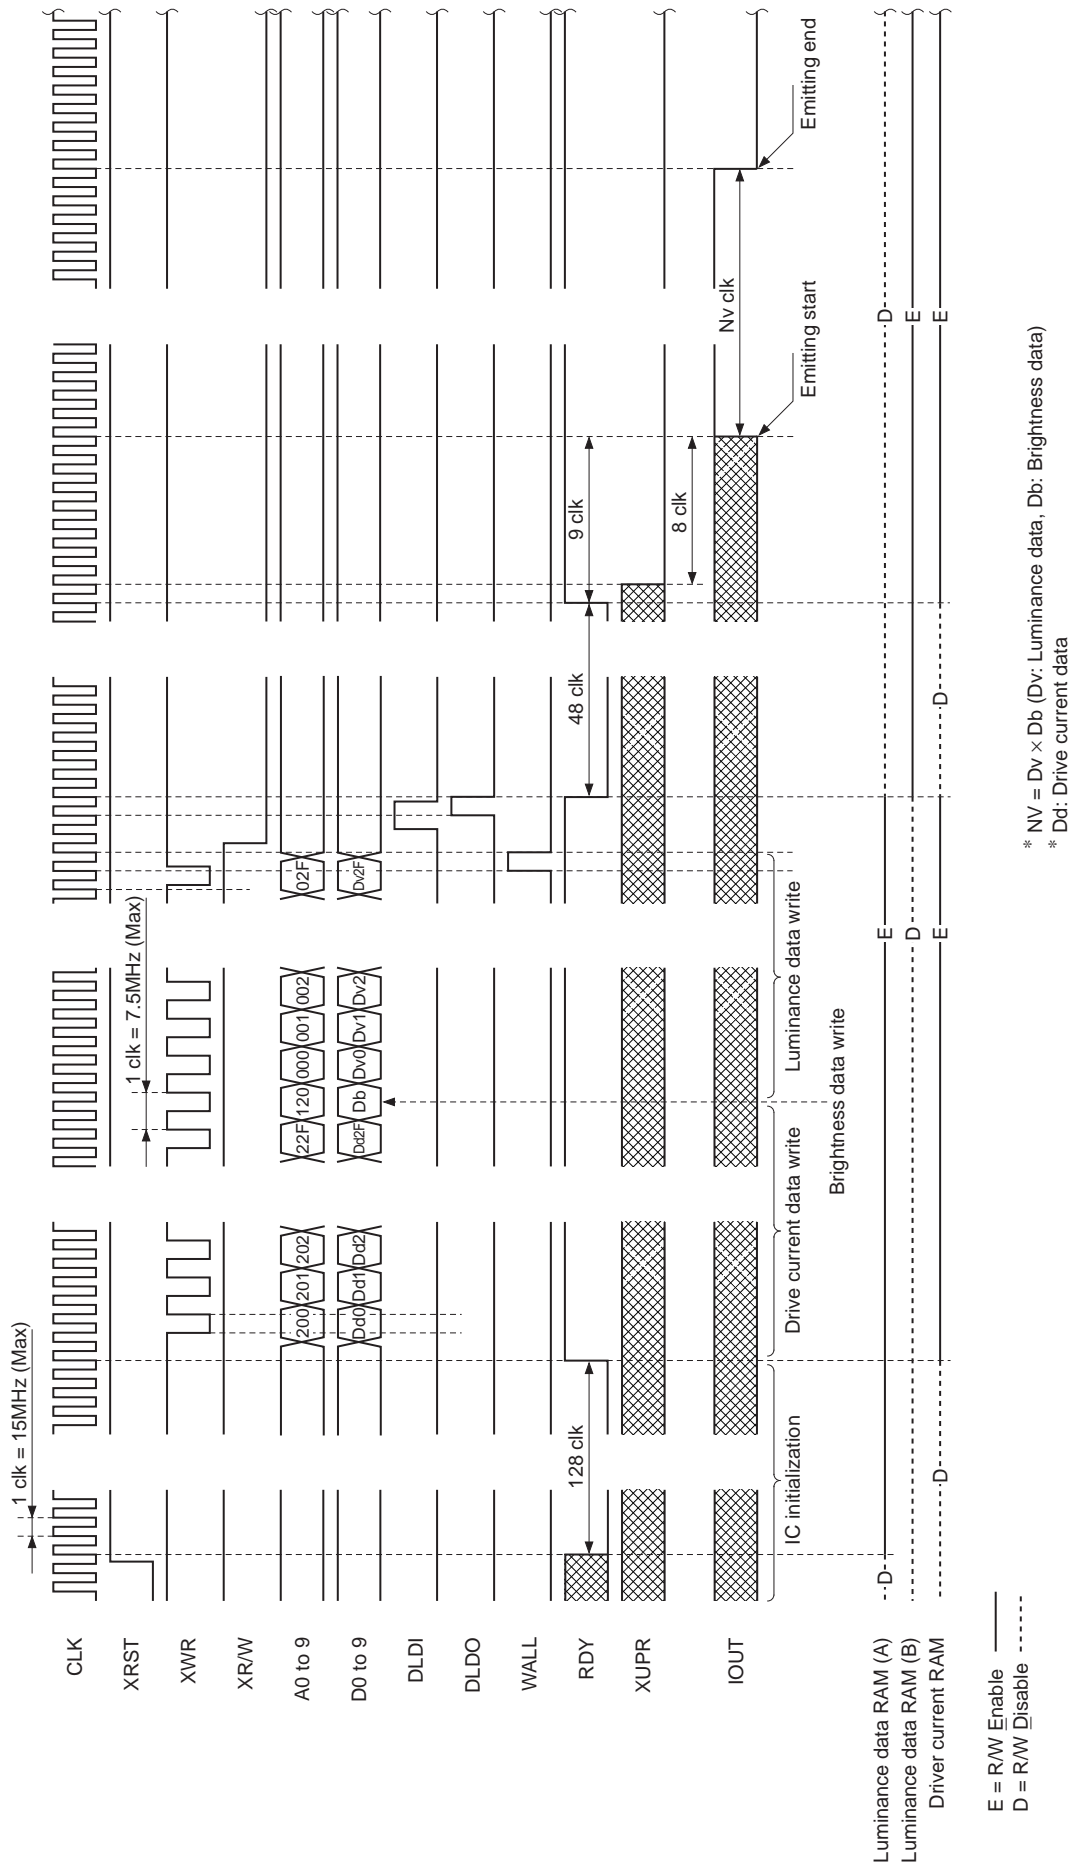 CLK
1 clk = 15MHz (Max)
XRST
XWR
1 clk = 7.5MHz (Max)
XR/W
A0 to 9
200 201 202 22F 120 000 001 002 02F
D0 to 9
Dd0 Dd1 Dd2 Dd2F Db Dv0 Dv1 Dv2 Dv2F
DLDI
DLDO
WALL
RDY
128 clk
48 clk
9 clk
XUPR
8 clk
IOUT
Nv clk
Emitting start
Emitting end
IC initialization
Drive current data write
Luminance data write
Brightness data write
Luminance data RAM (A)
D E D
Luminance data RAM (B)
D E
Driver current RAM
D E D E
E = R/W Enable
D = R/W Disable
* NV = Dv × Db (Dv: Luminance data, Db: Brightness data)
* Dd: Drive current data